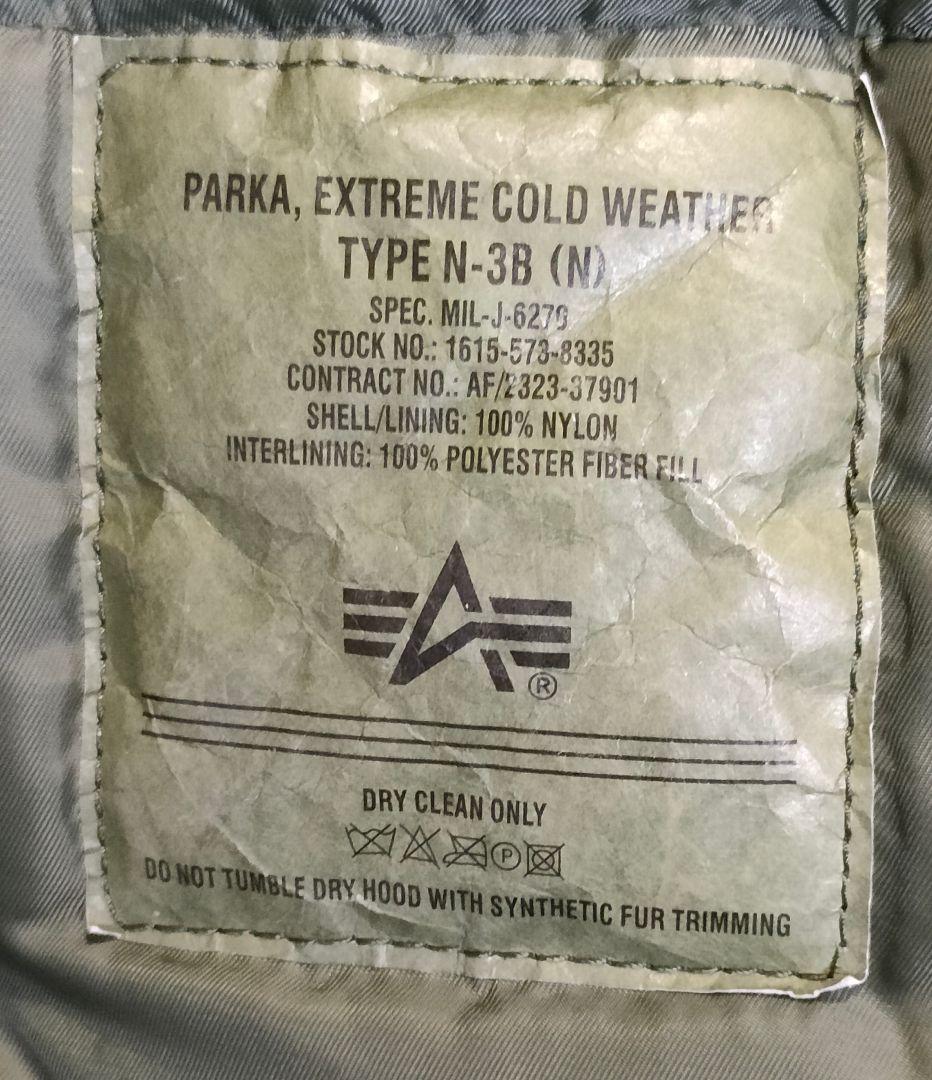 PARKA, EXTREME COLD WEATHER
TYPE N-3B (N)
SPEC. MIL-J-6279
STOCK NO.: 1615-573-8335
CONTRACT NO.: AF/2323-37901
SHELL/LINING: 100% NYLON
INTERLINING: 100% POLYESTER FIBER FILL
®
DRY CLEAN ONLY
P
DO NOT TUMBLE DRY HOOD WITH SYNTHETIC FUR TRIMMING